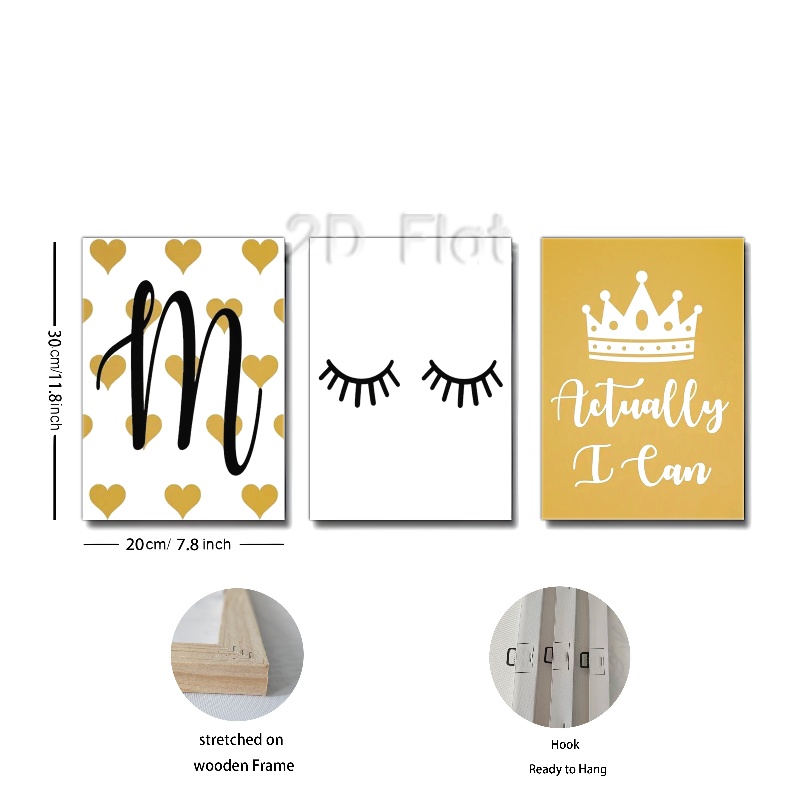 2D Flat
M
Actually
I Can
30cm/11.8inch
20cm/ 7.8 inch
stretched on
wooden Frame
Hook
Ready to Hang